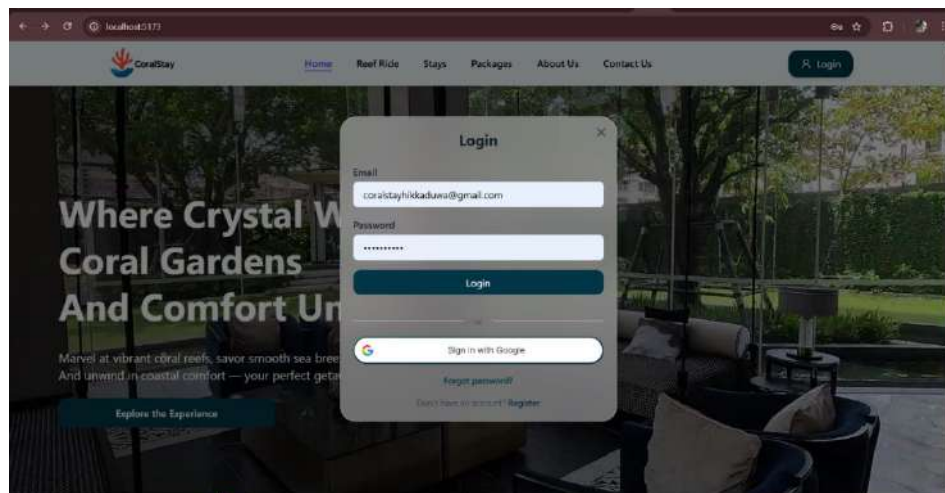 localhost:5173
CoralStay
Home Reef Ride Stays Packages About Us Contact Us
Login
Login
Email
coralstayhikkaduwa@gmail.com
Password
Login
or
Sign in with Google
Forgot password?
Don't have an account? Register
Where Crystal W
Coral Gardens
And Comfort Un
Marvel at vibrant coral reefs, savor smooth sea bree
And unwind in coastal comfort — your perfect geta
Explore the Experience